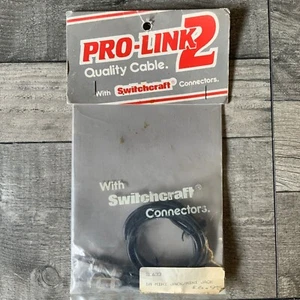 PRO-LINK 2
Quality Cable.
With Switchcraft® Connectors.
With
Switchcraft®
Connectors.